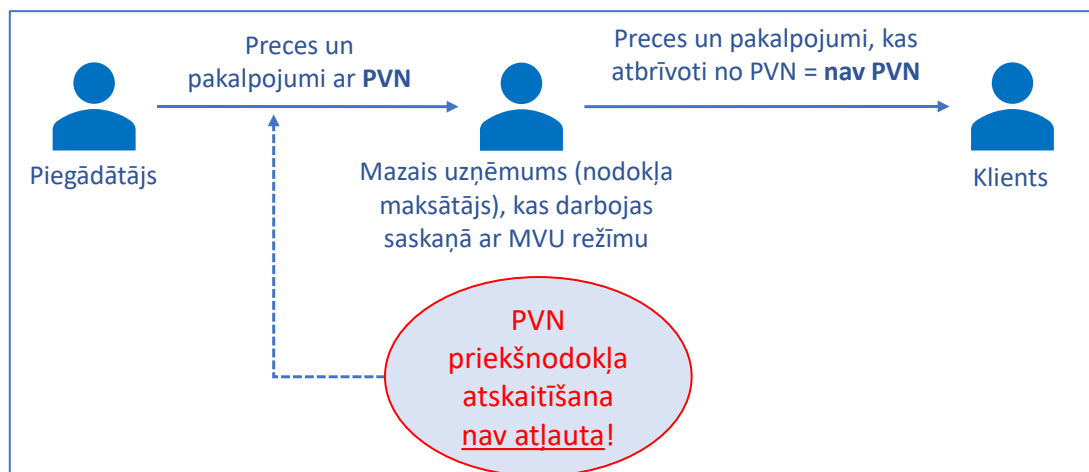 Preces un
pakalpojumi ar PVN
Preces un pakalpojumi, kas
atbrīvoti no PVN = nav PVN
Piegādātājs
Mazais uzņēmums (nodokļa
maksātājs), kas darbojas
saskaņā ar MVU režīmu
Klients
PVN
priekšnodokļa
atskaitīšana
nav atļauta!